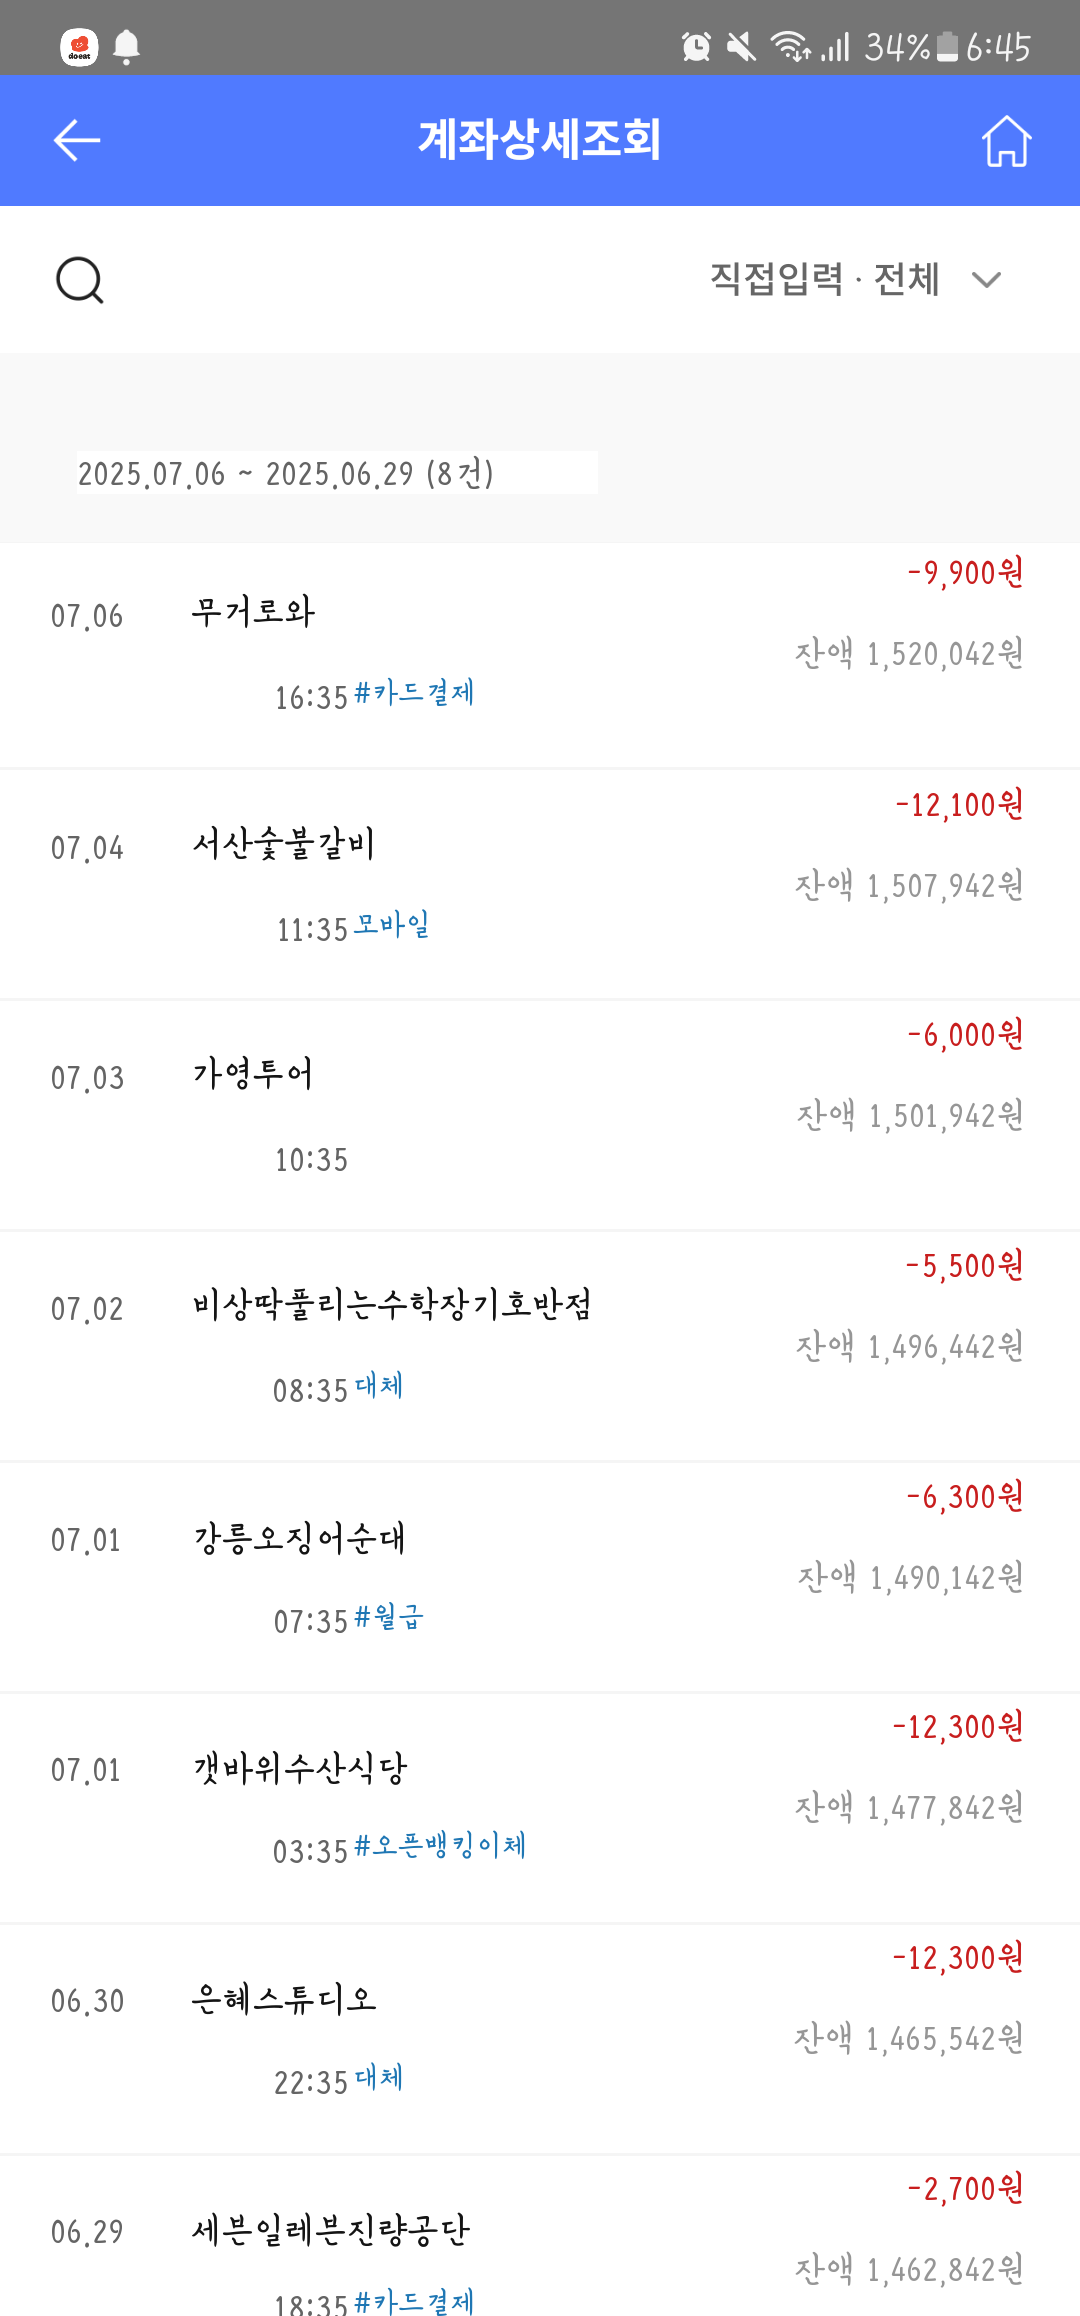 doeat
34% 6:45
계좌상세조회
직접입력 · 전체
2025.07.06 ~ 2025.06.29 (8건)
-9,900원
07.06 무거로와
잔액 1,520,042원
16:35 #카드결제
-12,100원
07.04 서산숯불갈비
잔액 1,507,942원
11:35 모바일
-6,000원
07.03 가영투어
잔액 1,501,942원
10:35
-5,500원
07.02 비상딱풀리는수학장기호반점
잔액 1,496,442원
08:35 대체
-6,300원
07.01 강릉오징어순대
잔액 1,490,142원
07:35 #월급
-12,300원
07.01 갯바위수산식당
잔액 1,477,842원
03:35 #오픈뱅킹이체
-12,300원
06.30 은혜스튜디오
잔액 1,465,542원
22:35 대체
-2,700원
06.29 세븐일레븐진량공단
잔액 1,462,842원
18:35 #카드결제